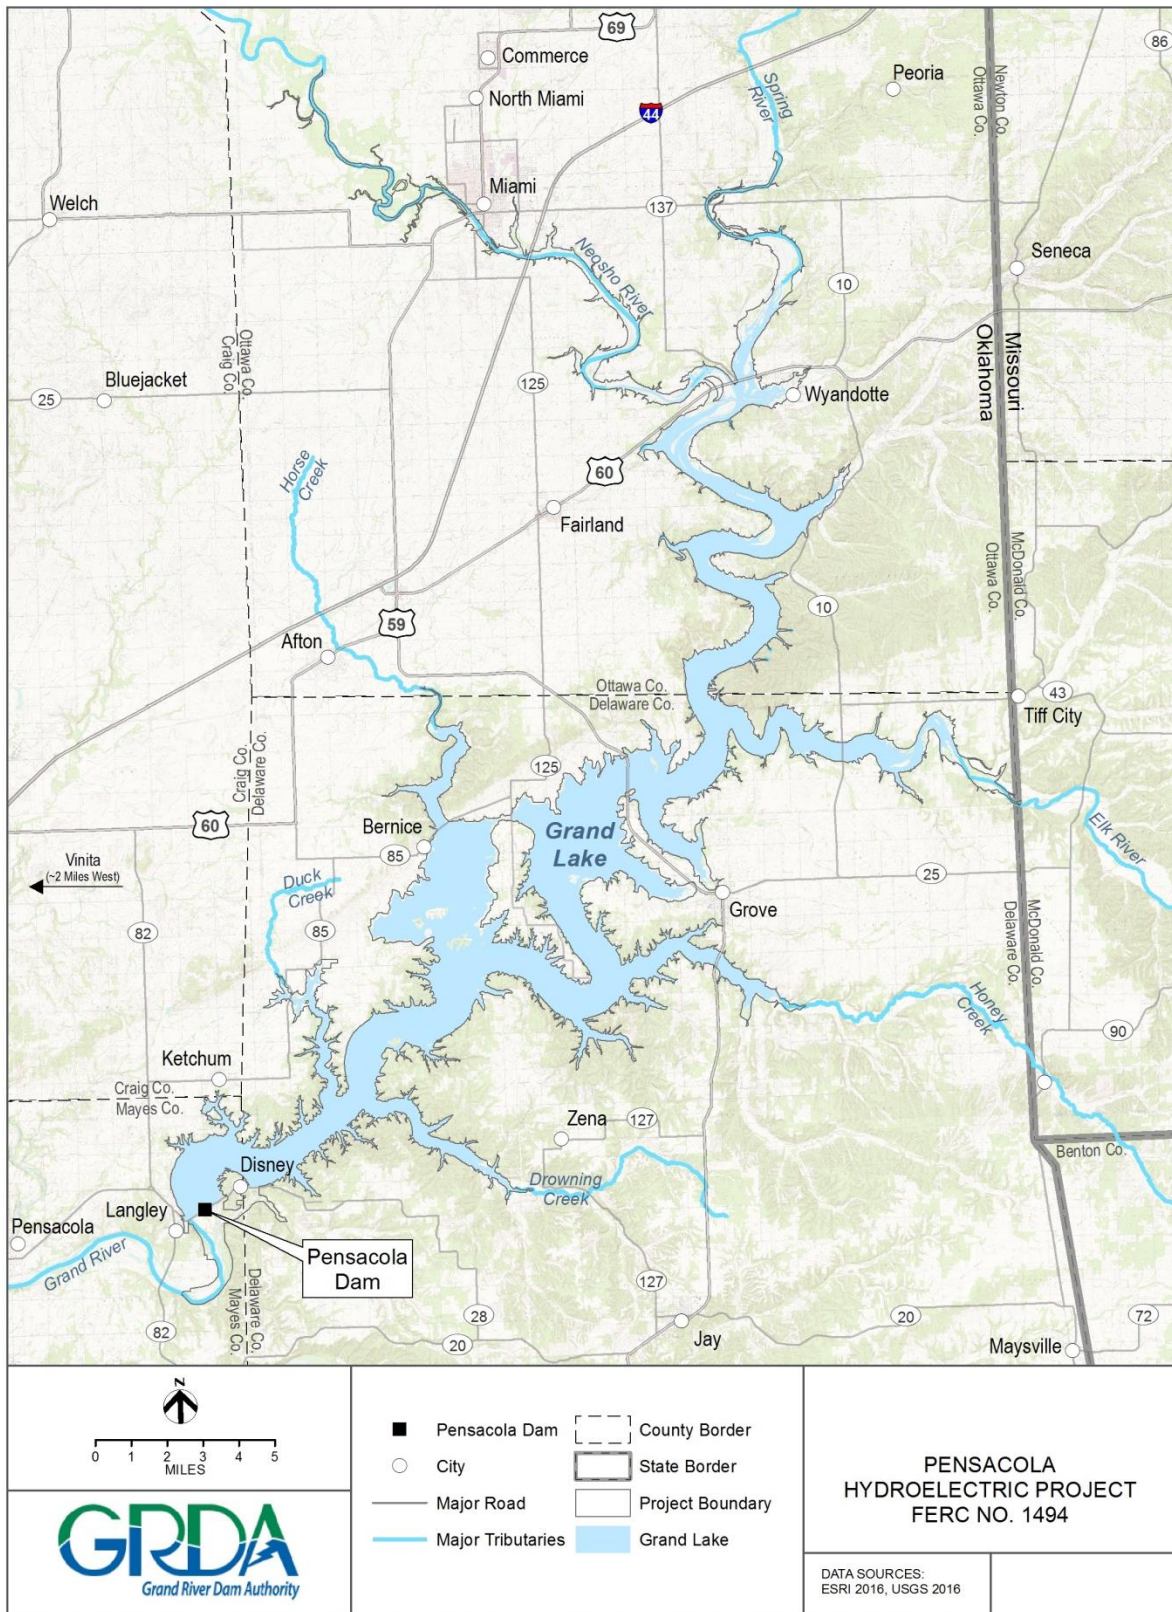 69
Commerce
86
Peoria
Newton Co.
Ottawa Co.
North Miami
Spring
River
44
Miami
137
Welch
Neosho River
Seneca
10
Missouri
Oklahoma
Ottawa Co.
Craig Co.
Bluejacket
25
125
Wyandotte
60
Horse
Creek
Fairland
McDonald Co.
Ottawa Co.
10
59
Afton
Ottawa Co.
Delaware Co.
43
Tiff City
Craig Co.
Delaware Co.
125
60
Bernice
85
Grand
Lake
Elk River
Vinita
(~2 Miles West)
Duck
Creek
25
Grove
82
85
McDonald Co.
Delaware Co.
Honey
Creek
90
Ketchum
Craig Co.
Mayes Co.
Zena
127
Benton Co.
Disney
Drowning
Creek
Langley
Pensacola
Grand River
Pensacola
Dam
Delaware Co.
Mayes Co.
127
82
28
20
20
72
Jay
Maysville
N
0 1 2 3 4 5
MILES
GRDA
Grand River Dam Authority
Pensacola Dam
City
Major Road
Major Tributaries
County Border
State Border
Project Boundary
Grand Lake
PENSACOLA
HYDROELECTRIC PROJECT
FERC NO. 1494
DATA SOURCES:
ESRI 2016, USGS 2016